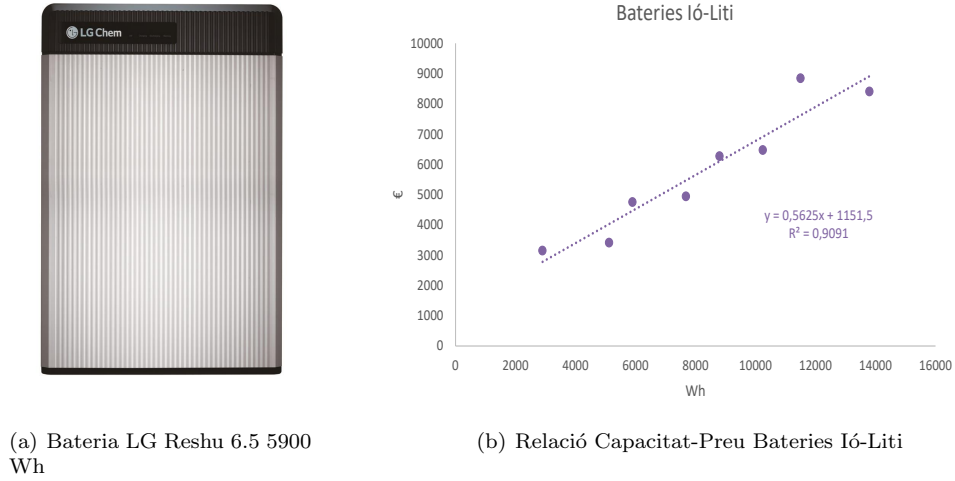 LG Chem
Bateries Ió-Liti
10000
9000
8000
7000
6000
5000
4000
3000
2000
1000
0
€
y = 0,5625x + 1151,5
R² = 0,9091
0 2000 4000 6000 8000 10000 12000 14000 16000
Wh
(a) Bateria LG Reshu 6.5 5900
Wh
(b) Relació Capacitat-Preu Bateries Ió-Liti